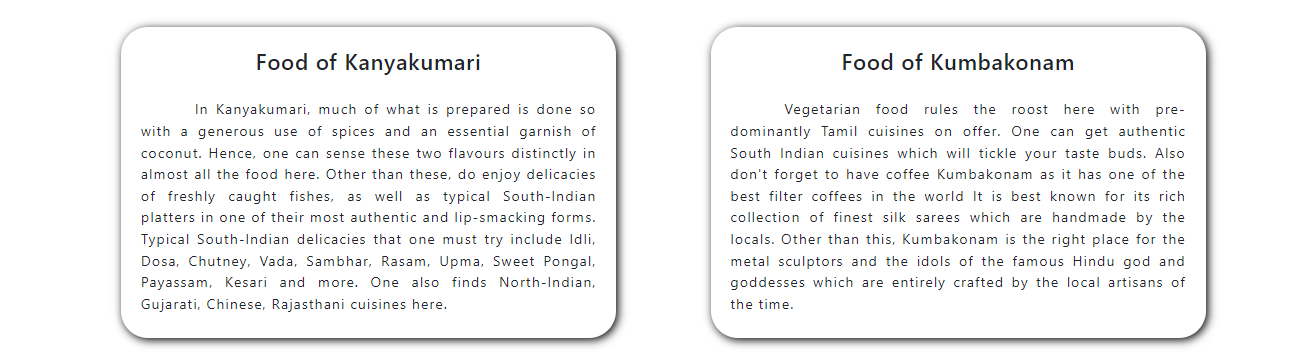 Food of Kanyakumari
In Kanyakumari, much of what is prepared is done so
with a generous use of spices and an essential garnish of
coconut. Hence, one can sense these two flavours distinctly in
almost all the food here. Other than these, do enjoy delicacies
of freshly caught fishes, as well as typical South-Indian
platters in one of their most authentic and lip-smacking forms.
Typical South-Indian delicacies that one must try include Idli,
Dosa, Chutney, Vada, Sambhar, Rasam, Upma, Sweet Pongal,
Payassam, Kesari and more. One also finds North-Indian,
Gujarati, Chinese, Rajasthani cuisines here.
Food of Kumbakonam
Vegetarian food rules the roost here with pre-
dominantly Tamil cuisines on offer. One can get authentic
South Indian cuisines which will tickle your taste buds. Also
don't forget to have coffee Kumbakonam as it has one of the
best filter coffees in the world It is best known for its rich
collection of finest silk sarees which are handmade by the
locals. Other than this, Kumbakonam is the right place for the
metal sculptors and the idols of the famous Hindu god and
goddesses which are entirely crafted by the local artisans of
the time.